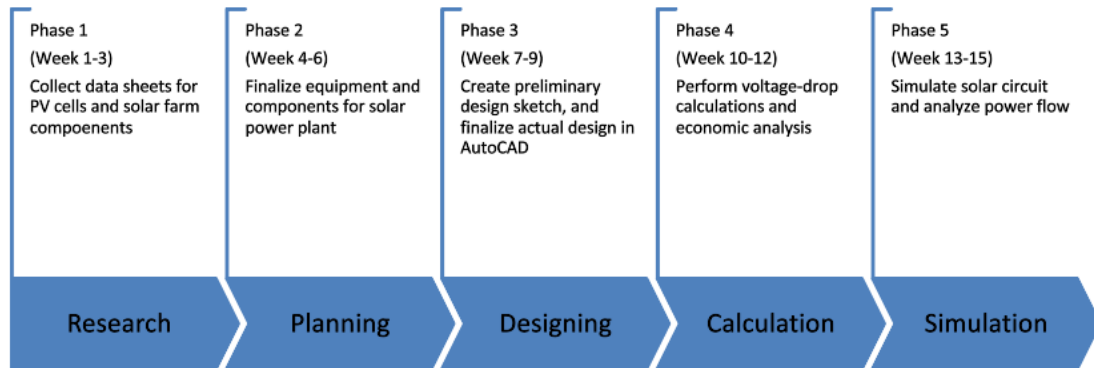 Phase 1
(Week 1-3)
Collect data sheets for
PV cells and solar farm
compoenents
Phase 2
(Week 4-6)
Finalize equipment and
components for solar
power plant
Phase 3
(Week 7-9)
Create preliminary
design sketch, and
finalize actual design in
AutoCAD
Phase 4
(Week 10-12)
Perform voltage-drop
calculations and
economic analysis
Phase 5
(Week 13-15)
Simulate solar circuit
and analyze power flow
Research
Planning
Designing
Calculation
Simulation